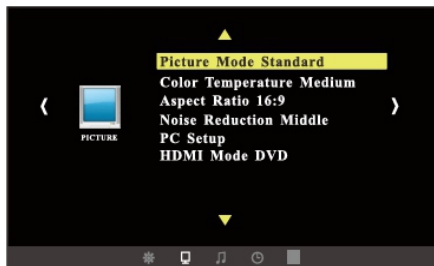 Picture Mode Standard
Color Temperature Medium
Aspect Ratio 16:9
Noise Reduction Middle
PICTURE
PC Setup
HDMI Mode DVD